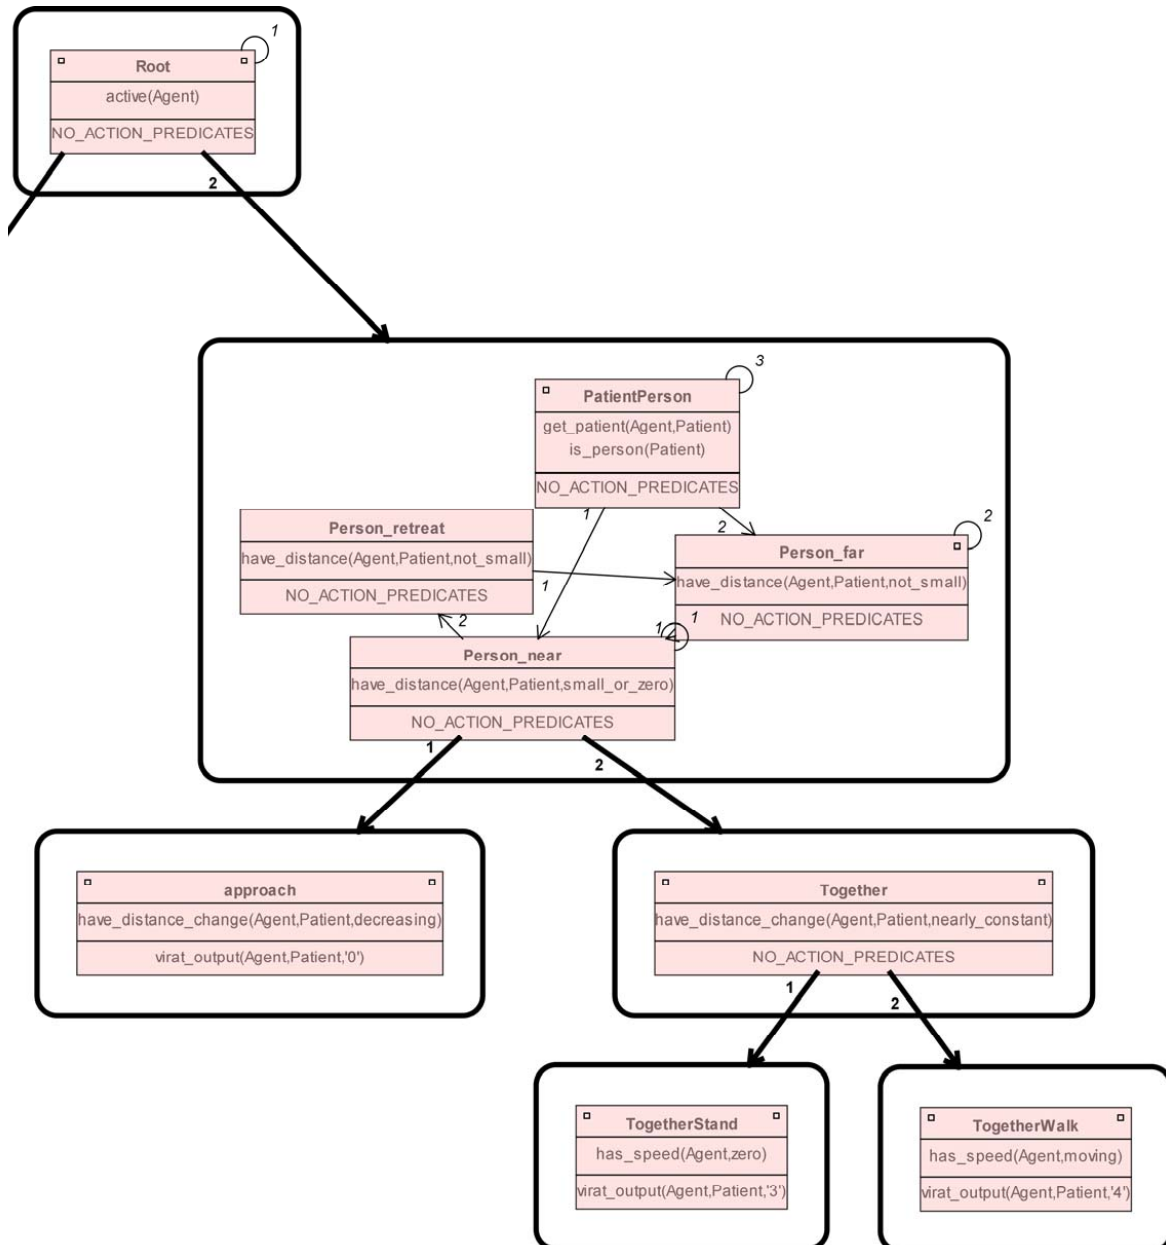 1
Root
active(Agent)
NO_ACTION_PREDICATES
2
3
PatientPerson
get_patient(Agent,Patient)
is_person(Patient)
NO_ACTION_PREDICATES
1
2
2
Person_retreat
have_distance(Agent,Patient,not_small)
NO_ACTION_PREDICATES
1
2
Person_far
have_distance(Agent,Patient,not_small)
NO_ACTION_PREDICATES
1
1
Person_near
have_distance(Agent,Patient,small_or_zero)
NO_ACTION_PREDICATES
1
2
approach
have_distance_change(Agent,Patient,decreasing)
virat_output(Agent,Patient,'0')
Together
have_distance_change(Agent,Patient,nearly_constant)
NO_ACTION_PREDICATES
1
2
TogetherStand
has_speed(Agent,zero)
virat_output(Agent,Patient,'3')
TogetherWalk
has_speed(Agent,moving)
virat_output(Agent,Patient,'4')